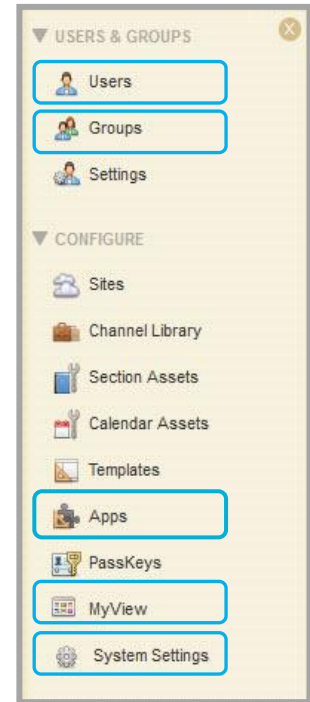 USERS & GROUPS
Users
Groups
Settings
CONFIGURE
Sites
Channel Library
Section Assets
Calendar Assets
Templates
Apps
PassKeys
MyView
System Settings